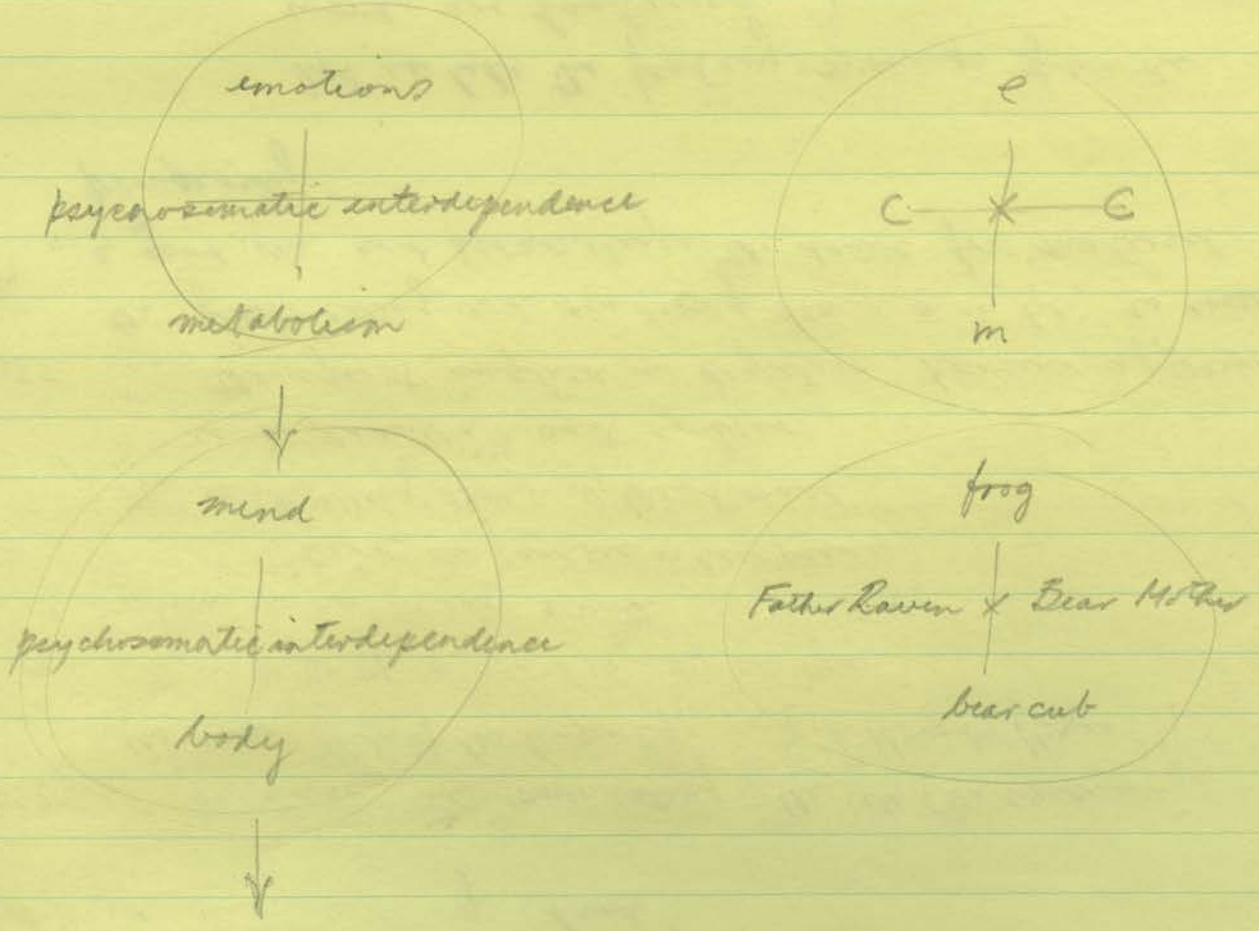 emotions
psychosomatic interdependence
metabolism
mind
psychosomatic interdependence
body
e
C x C
m
frog
Father Raven x Bear Mother
bear cub